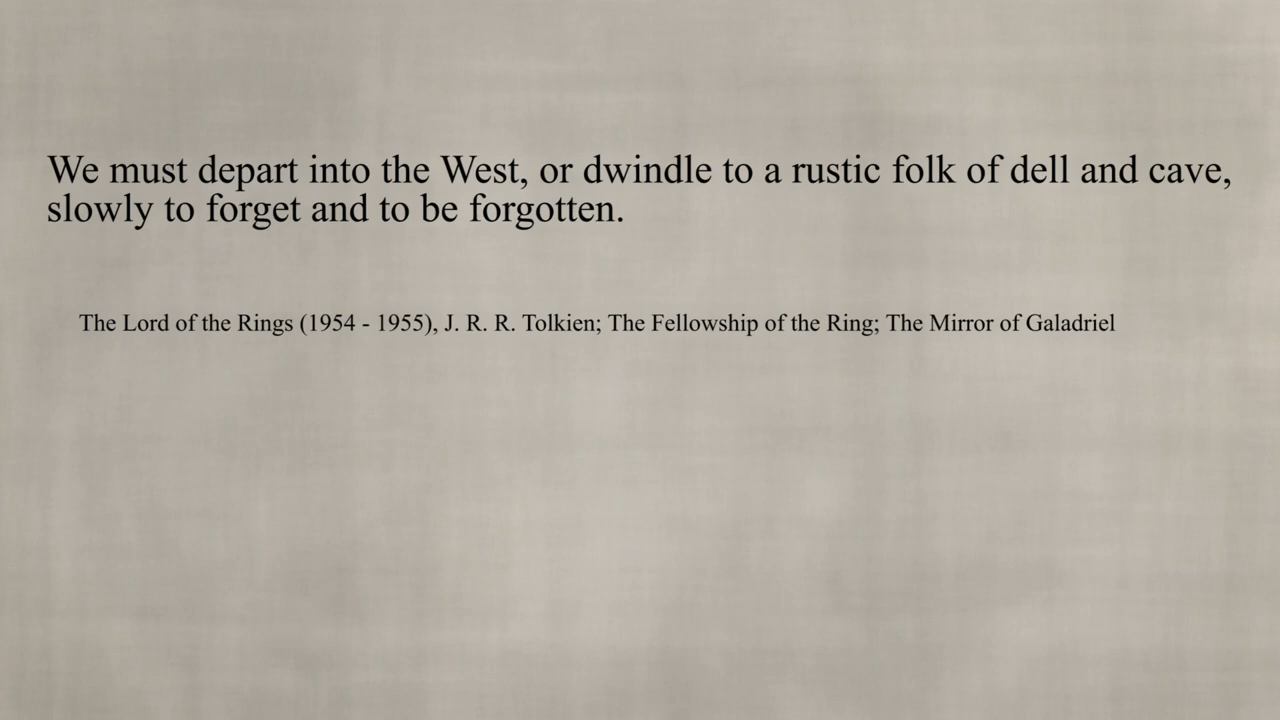 We must depart into the West, or dwindle to a rustic folk of dell and cave,
slowly to forget and to be forgotten.
The Lord of the Rings (1954 - 1955), J. R. R. Tolkien; The Fellowship of the Ring; The Mirror of Galadriel